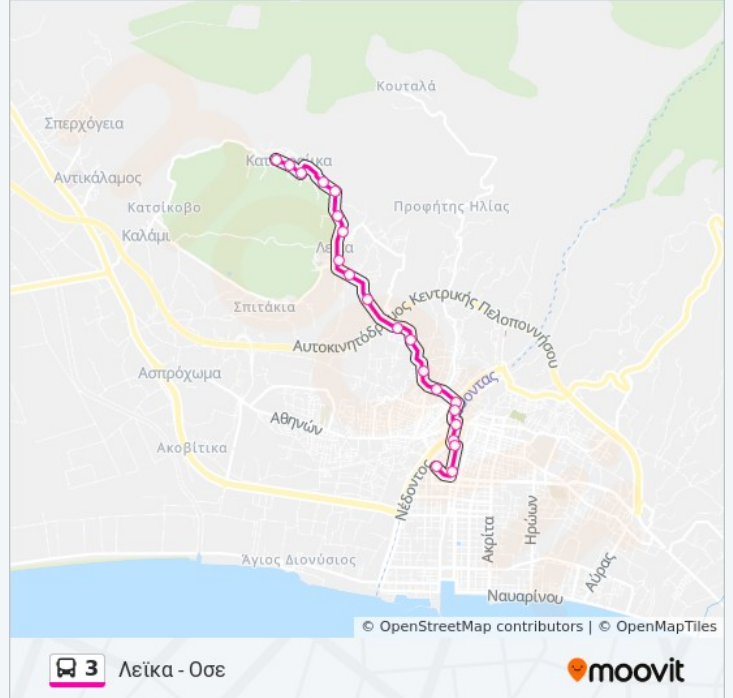 Κουταλά
Σπερχόγεια
Αντικάλαμος
Κατσίκοβο
Προφήτης Ηλίας
Καλάμι
Σπιτάκια
Αυτοκινητόδρομος Κεντρικής Πελοποννήσου
Ασπρόχωμα
Αθηνών
Ακοβίτικα
Νέδοντος
Ακρίτα
Ηρώων
Αύρας
Άγιος Διονύσιος
Ναυαρίνου
© OpenStreetMap contributors | © OpenMapTiles
3 Λεϊκα - Οσε
moovit